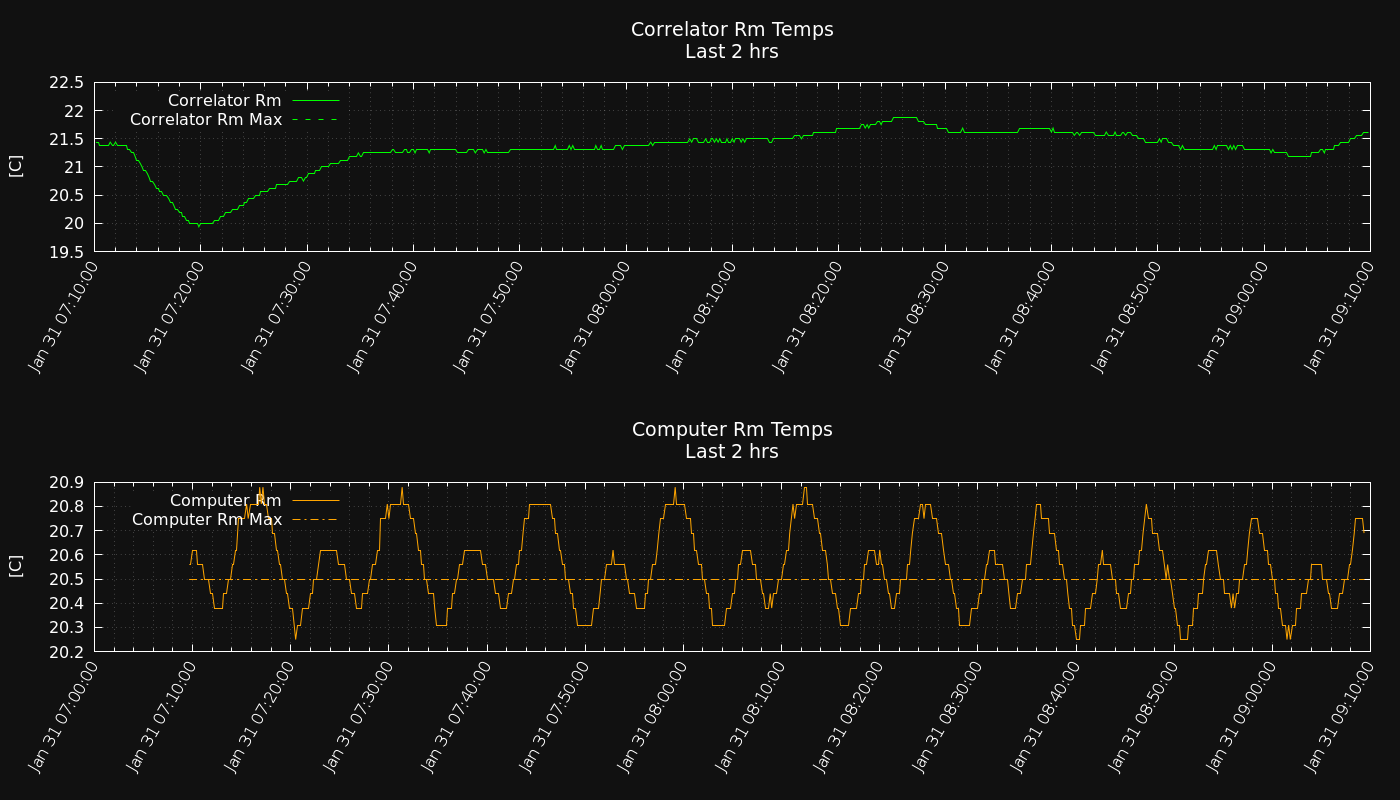 Correlator Rm Temps
Last 2 hrs
22.5
22
21.5
21
20.5
20
19.5
[C]
Correlator Rm
Correlator Rm Max
Jan 31 07:10:00
Jan 31 07:20:00
Jan 31 07:30:00
Jan 31 07:40:00
Jan 31 07:50:00
Jan 31 08:00:00
Jan 31 08:10:00
Jan 31 08:20:00
Jan 31 08:30:00
Jan 31 08:40:00
Jan 31 08:50:00
Jan 31 09:00:00
Jan 31 09:10:00
Computer Rm Temps
Last 2 hrs
20.9
20.8
20.7
20.6
20.5
20.4
20.3
20.2
[C]
Computer Rm
Computer Rm Max
Jan 31 07:00:00
Jan 31 07:10:00
Jan 31 07:20:00
Jan 31 07:30:00
Jan 31 07:40:00
Jan 31 07:50:00
Jan 31 08:00:00
Jan 31 08:10:00
Jan 31 08:20:00
Jan 31 08:30:00
Jan 31 08:40:00
Jan 31 08:50:00
Jan 31 09:00:00
Jan 31 09:10:00